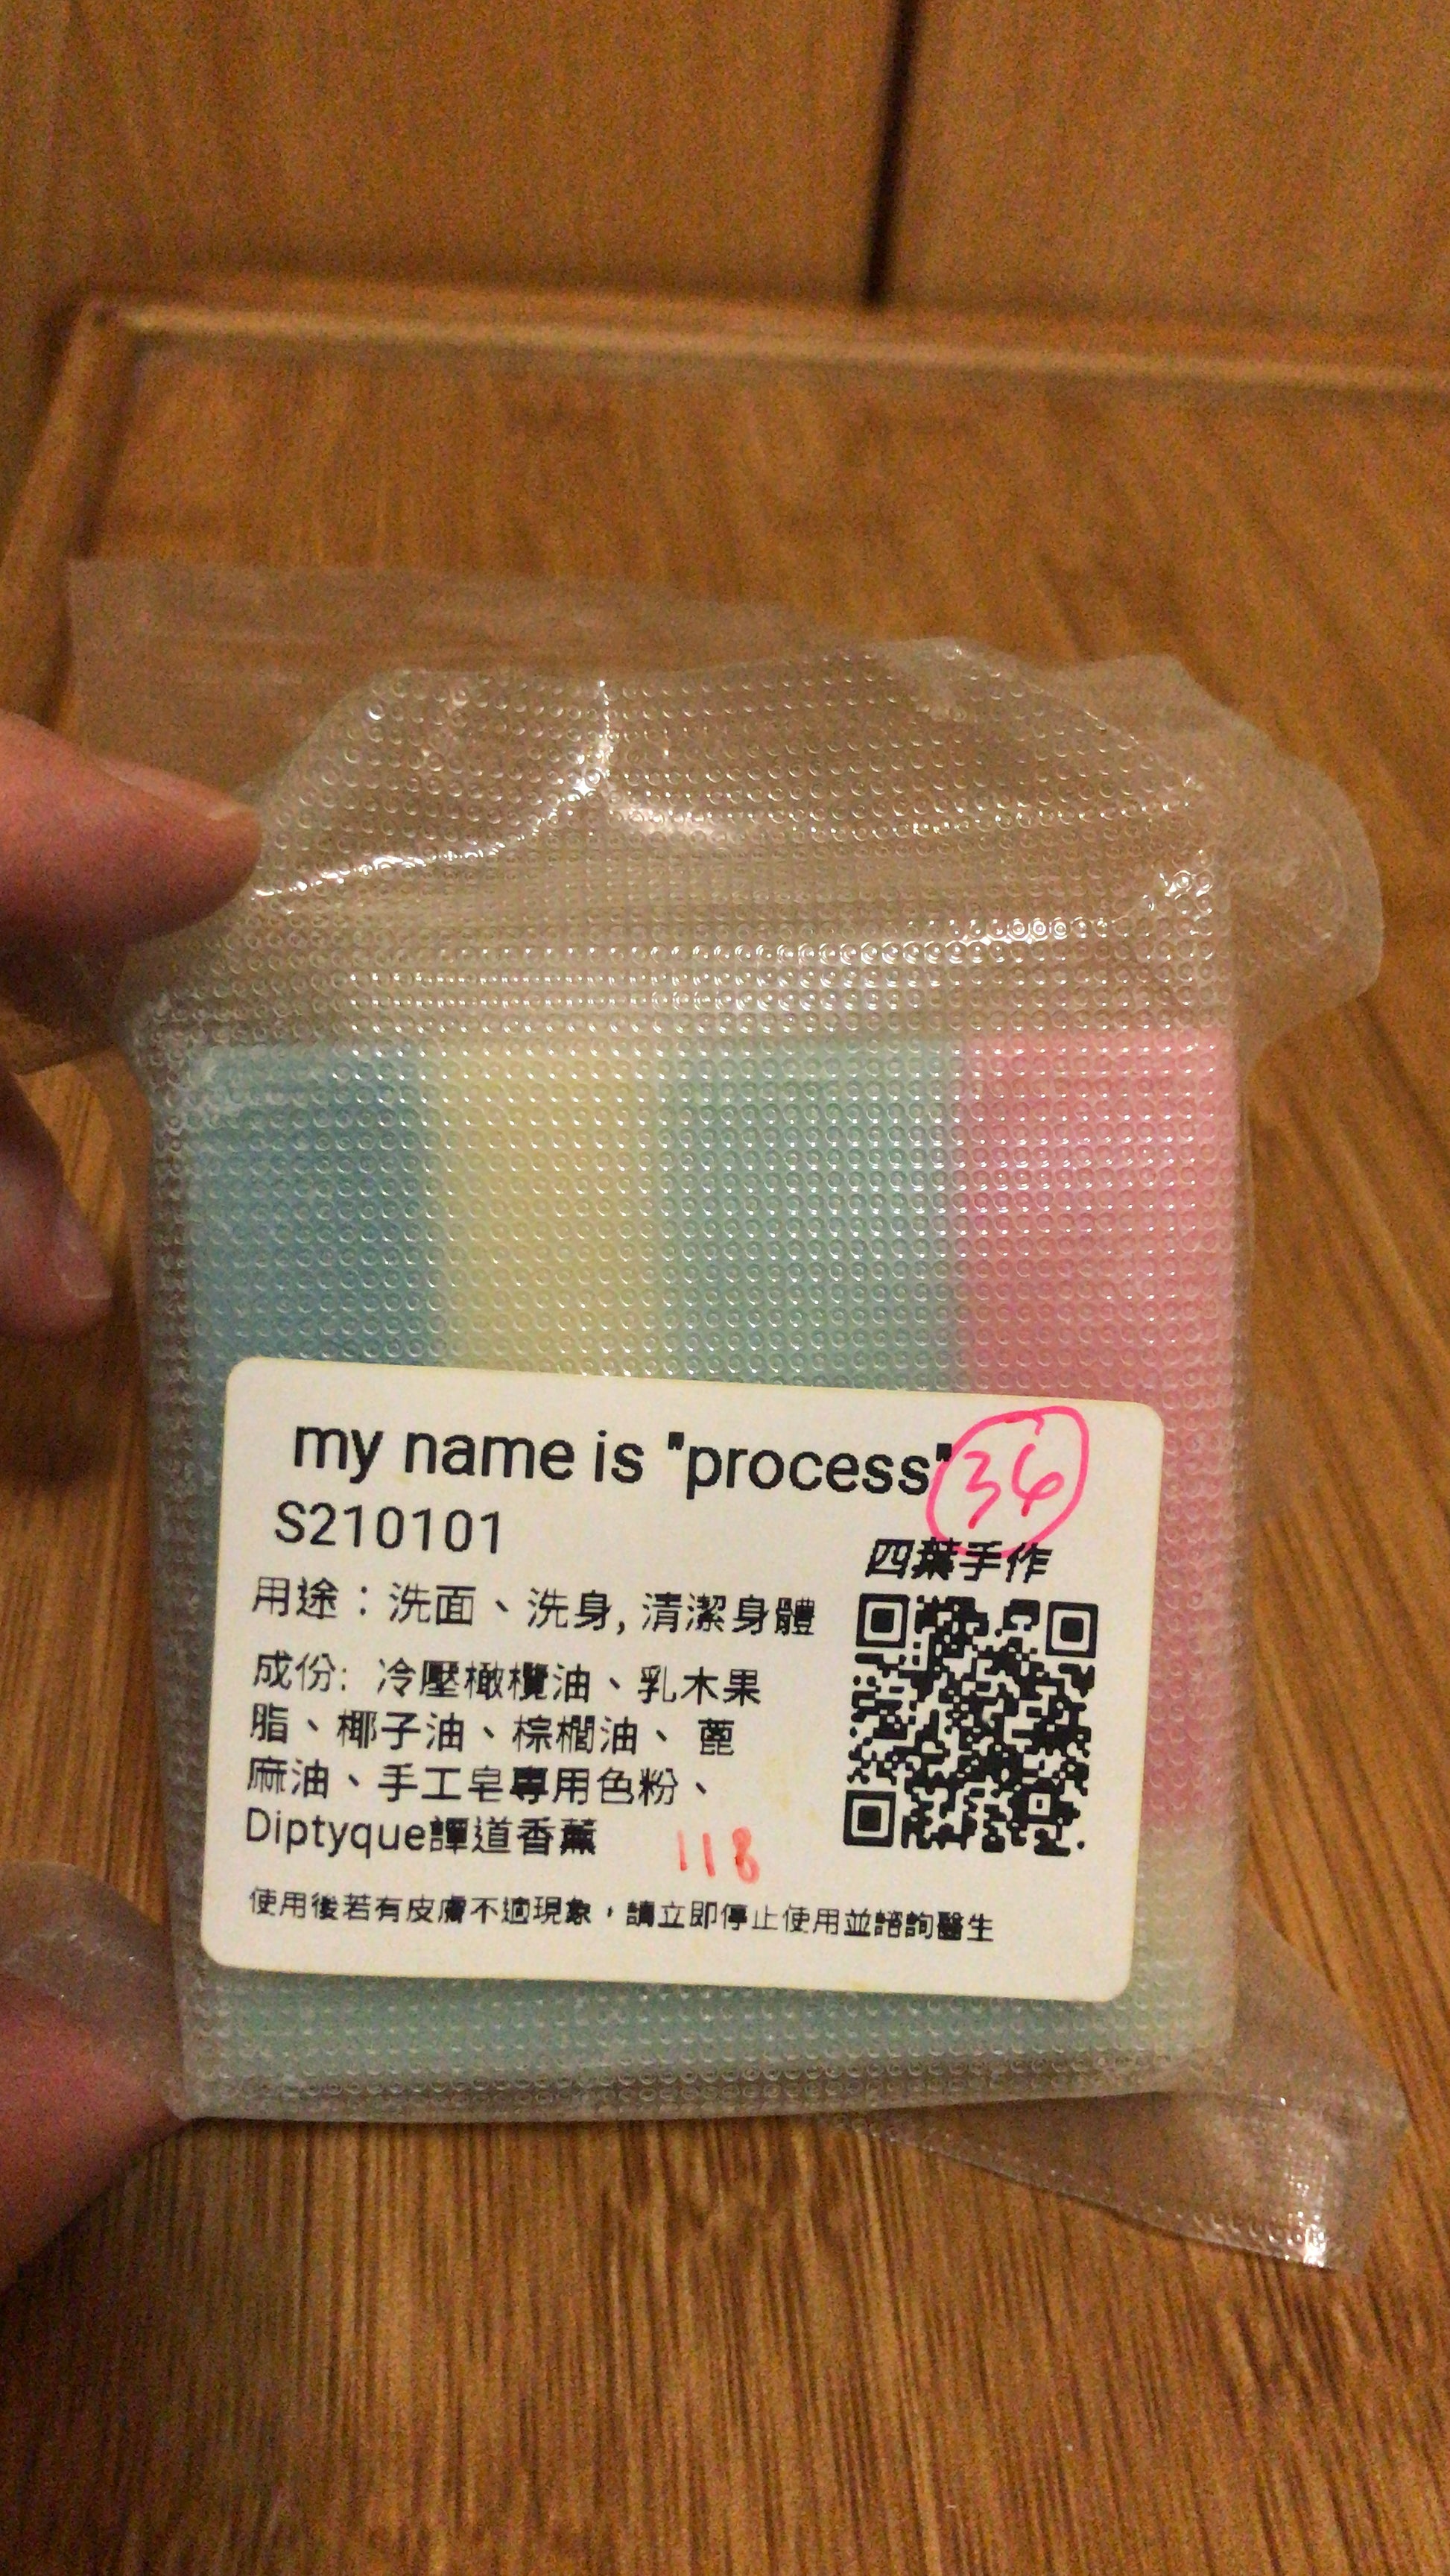 my name is "process"
36
S210101
四葉手作
用途：洗面、洗身, 清潔身體
成份: 冷壓橄欖油、乳木果
脂、椰子油、棕櫚油、 蓖
麻油、手工皂專用色粉、
Diptyque譚道香薰
118
使用後若有皮膚不適現象，請立即停止使用並諮詢醫生